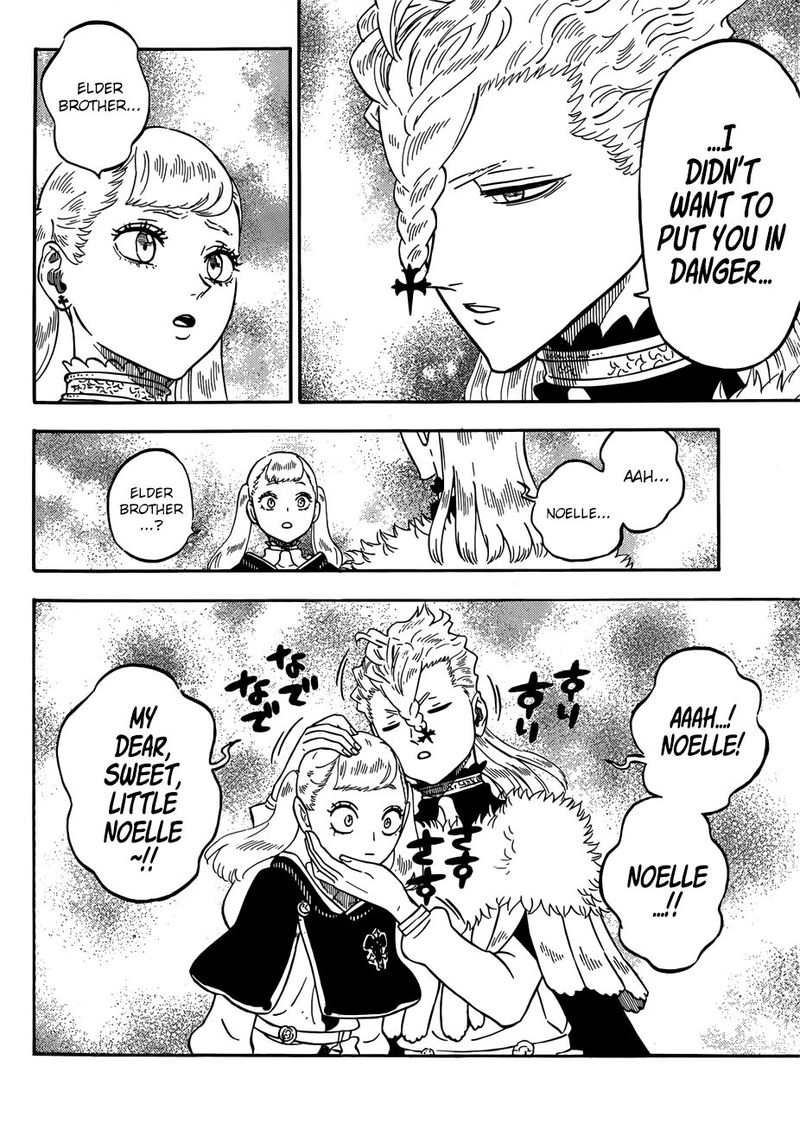 ...I
DIDN'T
WANT TO
PUT YOU IN
DANGER...
ELDER
BROTHER...
AAH...
NOELLE...
ELDER
BROTHER
...?
AAAH...!
NOELLE!
NOELLE
...!!
MY
DEAR,
SWEET,
LITTLE
NOELLE
~!!
すり
すり
なで
なで
さす
さす